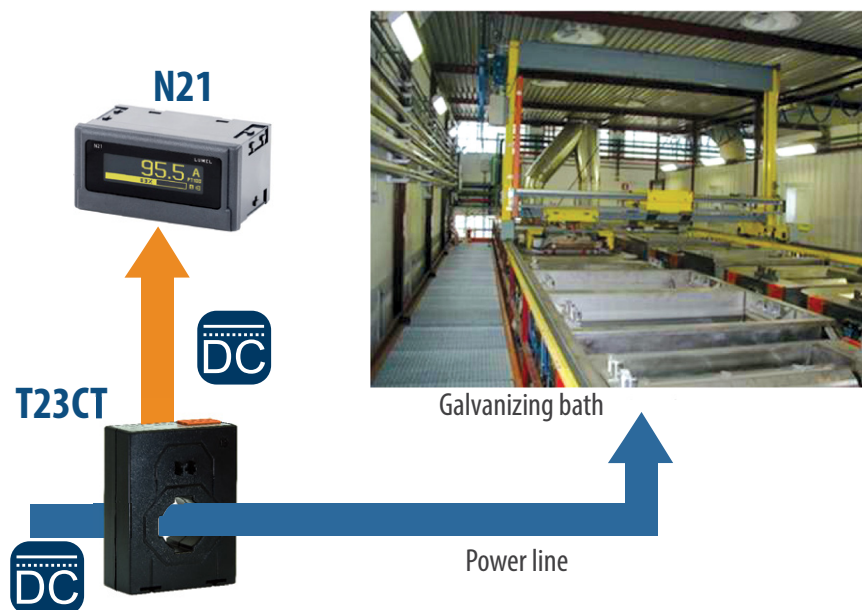 N21
N21
LUMEL
95.5 A
DC
T23CT
Galvanizing bath
DC
Power line